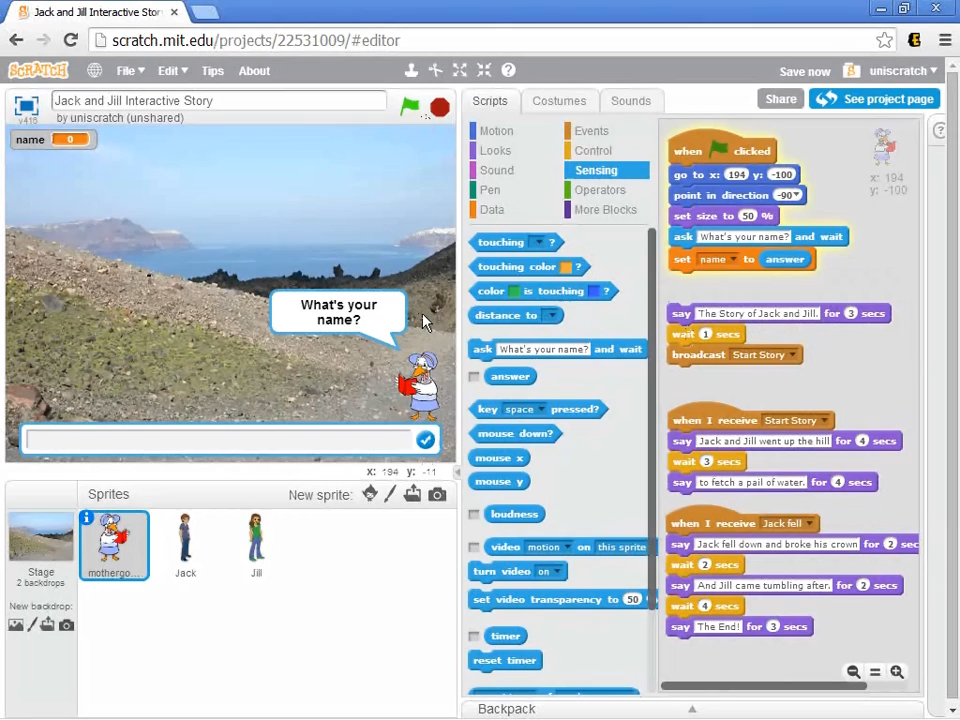 Jack and Jill Interactive Story
scratch.mit.edu/projects/22531009/#editor
SCRATCH File Edit Tips About Save now uniscratch
Jack and Jill Interactive Story
by uniscratch (unshared)
v416
Scripts Costumes Sounds Share See project page
name 0
What's your
name?
x: 194 y: -11
Sprites New sprite:
Stage
2 backdrops
New backdrop:
mothergo...
Jack
Jill
Motion Events
Looks Control
Sound Sensing
Pen Operators
Data More Blocks
touching ?
touching color ?
color is touching ?
distance to
ask What's your name? and wait
answer
key space pressed?
mouse down?
mouse x
mouse y
loudness
video motion on this sprite
turn video on
set video transparency to 50
timer
reset timer
when clicked
go to x: 194 y: -100
point in direction -90
set size to 50 %
ask What's your name? and wait
set name to answer
x: 194
y: -100
say The Story of Jack and Jill. for 3 secs
wait 1 secs
broadcast Start Story
when I receive Start Story
say Jack and Jill went up the hill for 4 secs
wait 3 secs
say to fetch a pail of water. for 4 secs
when I receive Jack fell
say Jack fell down and broke his crown for 2 sec
wait 2 secs
say And Jill came tumbling after. for 2 secs
wait 4 secs
say The End! for 3 secs
Backpack